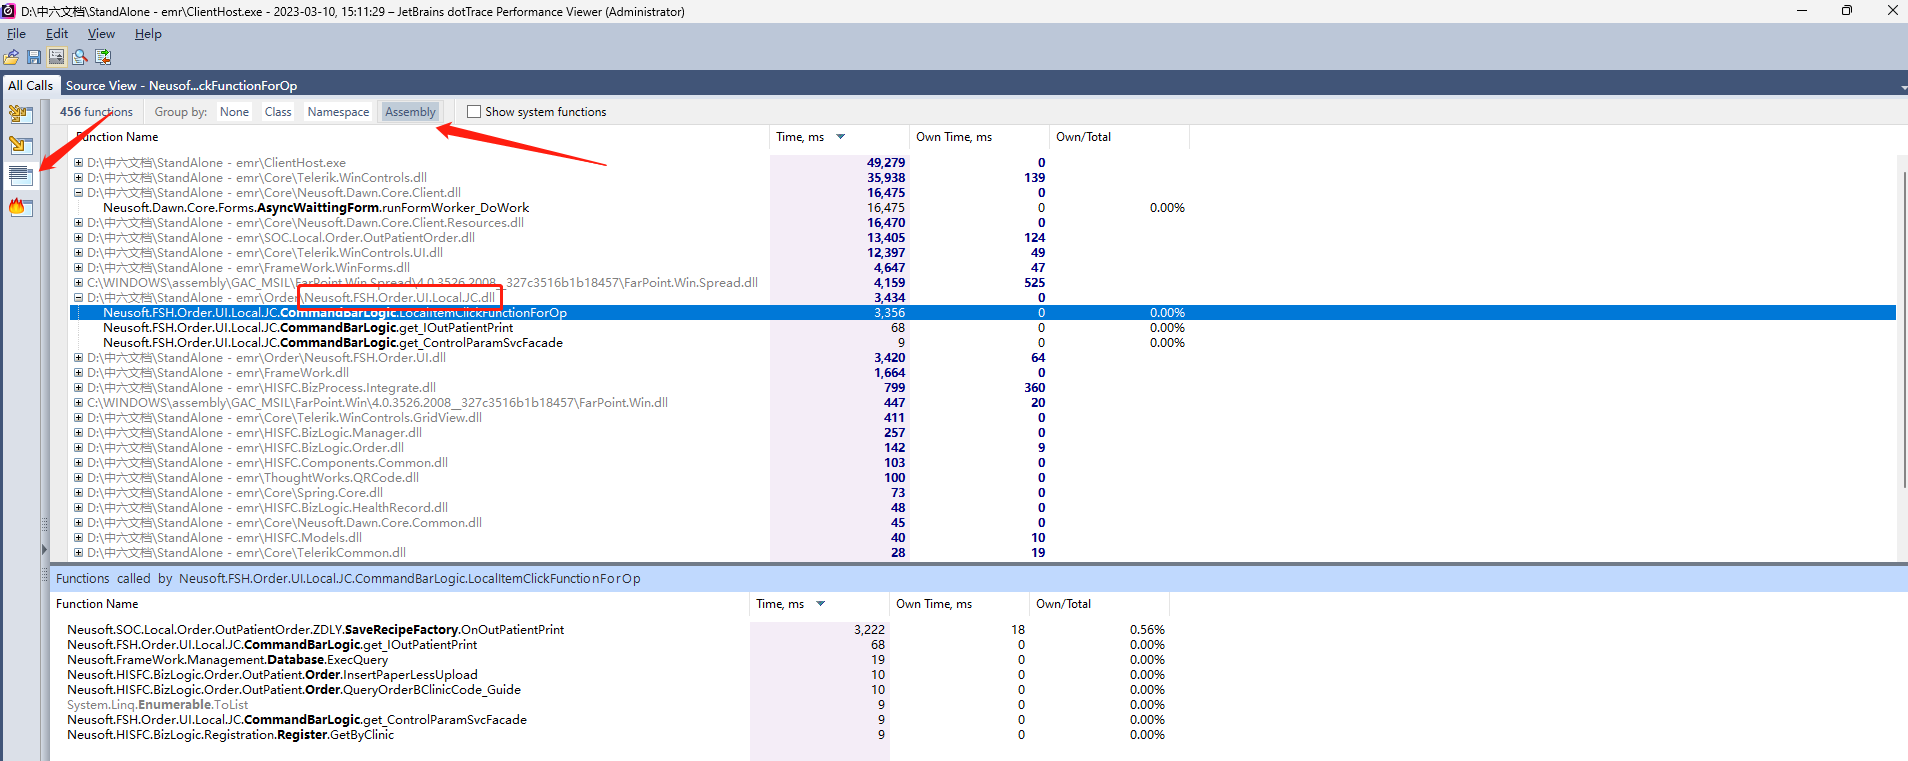 D:\中六文档\StandAlone - emr\ClientHost.exe - 2023-03-10, 15:11:29 – JetBrains dotTrace Performance Viewer (Administrator)
File Edit View Help
All Calls Source View - Neusof...ckFunctionForOp
456 functions Group by: None Class Namespace Assembly Show system functions
Function Name Time, ms Own Time, ms Own/Total
D:\中六文档\StandAlone - emr\ClientHost.exe 49,279 0
D:\中六文档\StandAlone - emr\Core\Telerik.WinControls.dll 35,938 139
D:\中六文档\StandAlone - emr\Core\Neusoft.Dawn.Core.Client.dll 16,475 0
Neusoft.Dawn.Core.Forms.AsyncWaittingForm.runFormWorker_DoWork 16,475 0 0.00%
D:\中六文档\StandAlone - emr\Core\Neusoft.Dawn.Core.Client.Resources.dll 16,470 0
D:\中六文档\StandAlone - emr\SOC.Local.Order.OutPatientOrder.dll 13,405 124
D:\中六文档\StandAlone - emr\Core\Telerik.WinControls.UI.dll 12,397 49
D:\中六文档\StandAlone - emr\FrameWork.WinForms.dll 4,647 47
C:\WINDOWS\assembly\GAC_MSIL\FarPoint.Win.Spread\4.0.3526.2008__327c3516b1b18457\FarPoint.Win.Spread.dll 4,159 525
D:\中六文档\StandAlone - emr\Order\Neusoft.FSH.Order.UI.Local.JC.dll 3,434 0
Neusoft.FSH.Order.UI.Local.JC.CommandBarLogic.LocalItemClickFunctionForOp 3,356 0 0.00%
Neusoft.FSH.Order.UI.Local.JC.CommandBarLogic.get_IOutPatientPrint 68 0 0.00%
Neusoft.FSH.Order.UI.Local.JC.CommandBarLogic.get_ControlParamSvcFacade 9 0 0.00%
D:\中六文档\StandAlone - emr\Order\Neusoft.FSH.Order.UI.dll 3,420 64
D:\中六文档\StandAlone - emr\FrameWork.dll 1,664 0
D:\中六文档\StandAlone - emr\HISFC.BizProcess.Integrate.dll 799 360
C:\WINDOWS\assembly\GAC_MSIL\FarPoint.Win\4.0.3526.2008__327c3516b1b18457\FarPoint.Win.dll 447 20
D:\中六文档\StandAlone - emr\Core\Telerik.WinControls.GridView.dll 411 0
D:\中六文档\StandAlone - emr\HISFC.BizLogic.Manager.dll 257 0
D:\中六文档\StandAlone - emr\HISFC.BizLogic.Order.dll 142 9
D:\中六文档\StandAlone - emr\HISFC.Components.Common.dll 103 0
D:\中六文档\StandAlone - emr\ThoughtWorks.QRCode.dll 100 0
D:\中六文档\StandAlone - emr\Core\Spring.Core.dll 73 0
D:\中六文档\StandAlone - emr\HISFC.BizLogic.HealthRecord.dll 48 0
D:\中六文档\StandAlone - emr\Core\Neusoft.Dawn.Core.Common.dll 45 0
D:\中六文档\StandAlone - emr\HISFC.Models.dll 40 10
D:\中六文档\StandAlone - emr\Core\TelerikCommon.dll 28 19
Functions called by Neusoft.FSH.Order.UI.Local.JC.CommandBarLogic.LocalItemClickFunctionForOp
Function Name Time, ms Own Time, ms Own/Total
Neusoft.SOC.Local.Order.OutPatientOrder.ZDLY.SaveRecipeFactory.OnOutPatientPrint 3,222 18 0.56%
Neusoft.FSH.Order.UI.Local.JC.CommandBarLogic.get_IOutPatientPrint 68 0 0.00%
Neusoft.FrameWork.Management.Database.ExecQuery 19 0 0.00%
Neusoft.HISFC.BizLogic.Order.OutPatient.Order.InsertPaperLessUpload 10 0 0.00%
Neusoft.HISFC.BizLogic.Order.OutPatient.Order.QueryOrderBClinicCode_Guide 10 0 0.00%
System.Linq.Enumerable.ToList 9 0 0.00%
Neusoft.FSH.Order.UI.Local.JC.CommandBarLogic.get_ControlParamSvcFacade 9 0 0.00%
Neusoft.HISFC.BizLogic.Registration.Register.GetByClinic 9 0 0.00%